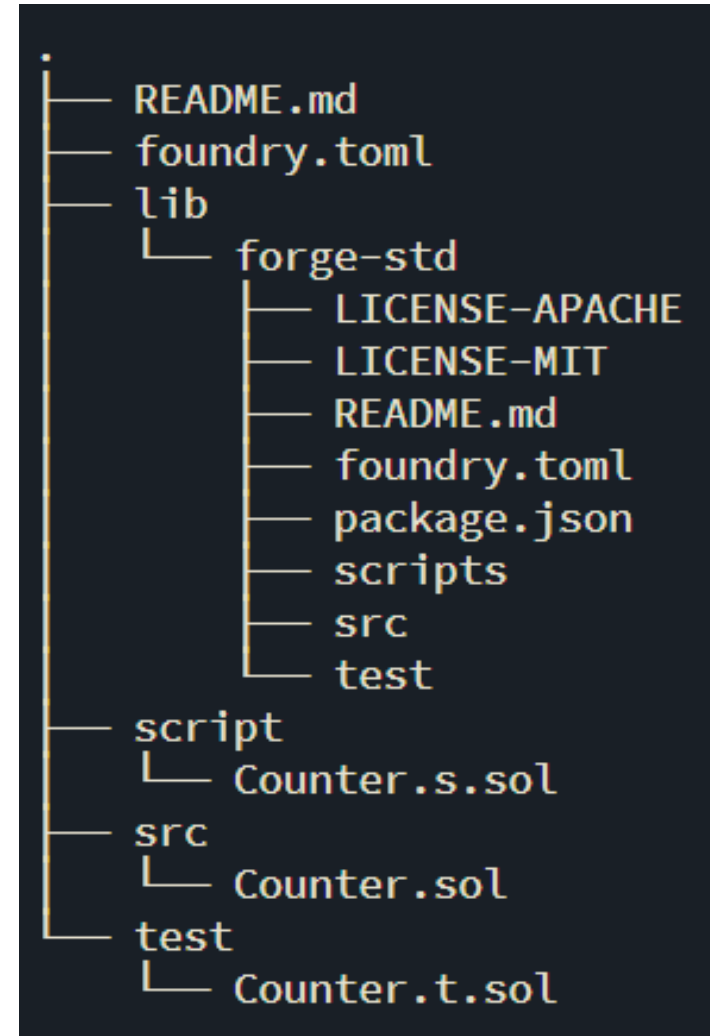 .
├── README.md
├── foundry.toml
├── lib
│   └── forge-std
│       ├── LICENSE-APACHE
│       ├── LICENSE-MIT
│       ├── README.md
│       ├── foundry.toml
│       ├── package.json
│       ├── scripts
│       ├── src
│       └── test
├── script
│   └── Counter.s.sol
├── src
│   └── Counter.sol
└── test
    └── Counter.t.sol